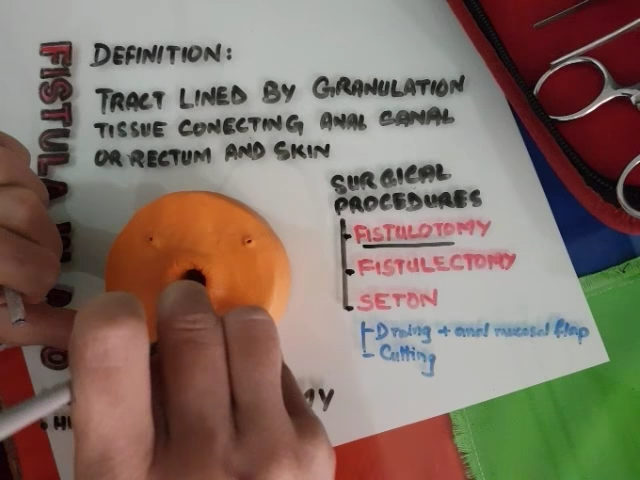 DEFINITION:
TRACT LINED BY GRANULATION
TISSUE CONECTING ANAL CANAL
OR RECTUM AND SKIN
SURGICAL
PROCEDURES
FISTULOTOMY
FISTULECTOMY
SETON
+ anal mucosal flap
Cutting
FISTULA